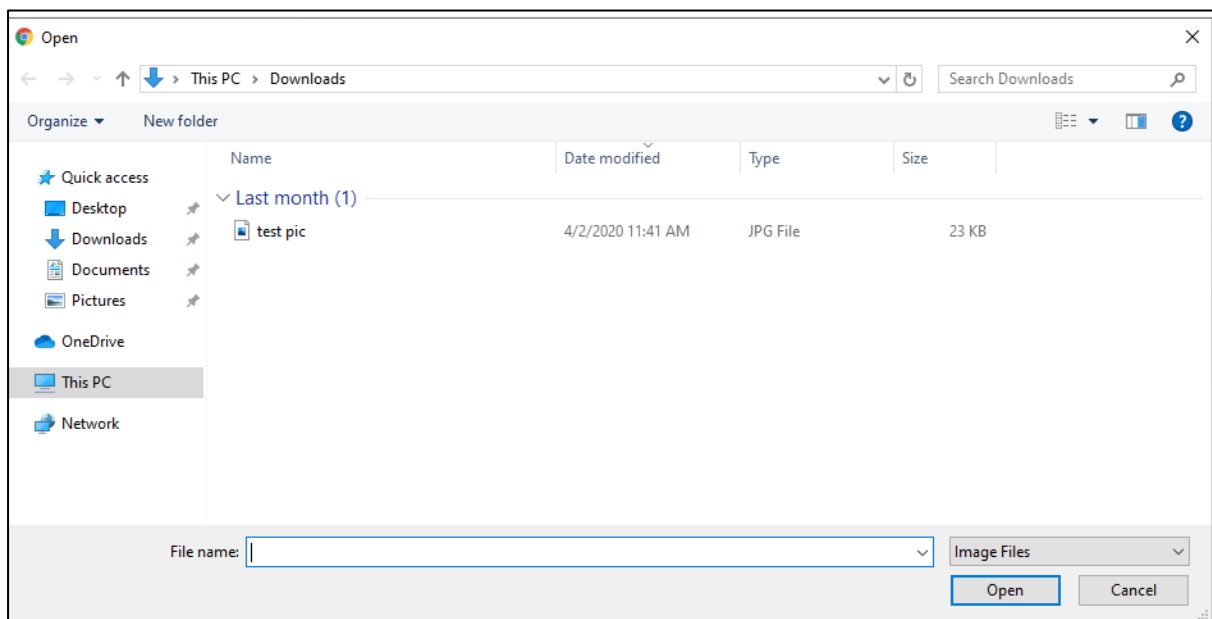 Open
This PC > Downloads
Search Downloads
Organize
New folder
Name Date modified Type Size
Quick access
Desktop
Downloads
Documents
Pictures
OneDrive
This PC
Network
Last month (1)
test pic 4/2/2020 11:41 AM JPG File 23 KB
File name:
Image Files
Open
Cancel